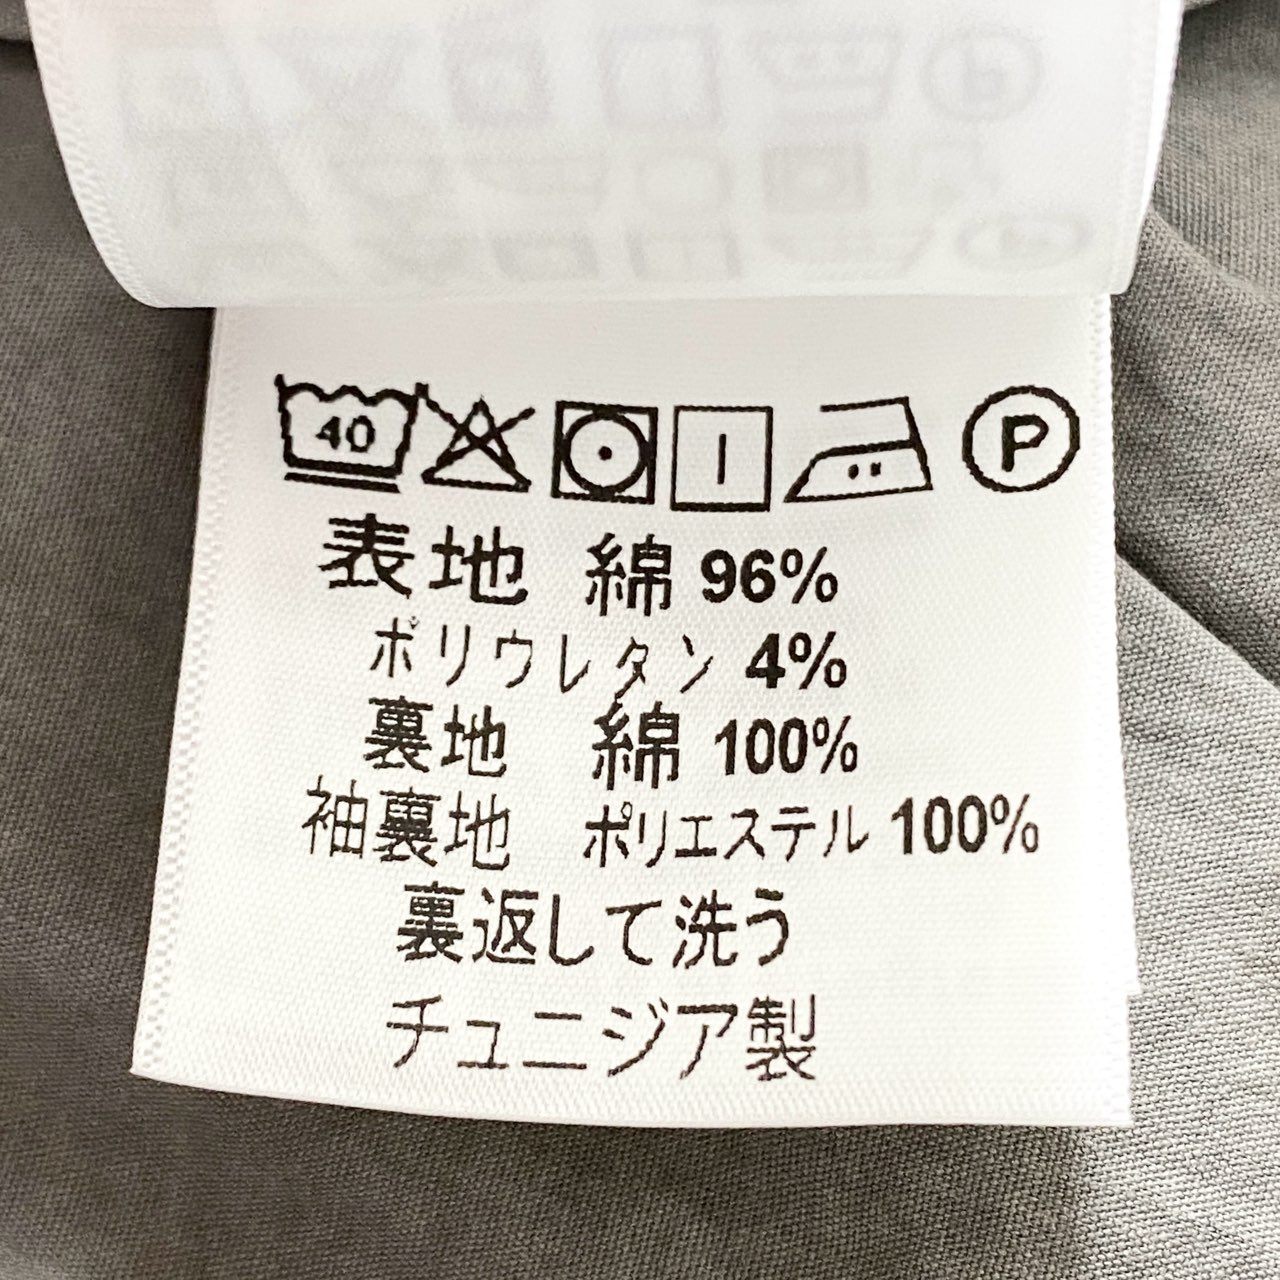 40 P
表地 綿 96%
ポリウレタン 4%
裏地 綿 100%
袖裏地 ポリエステル 100%
裏返して洗う
チュニジア製